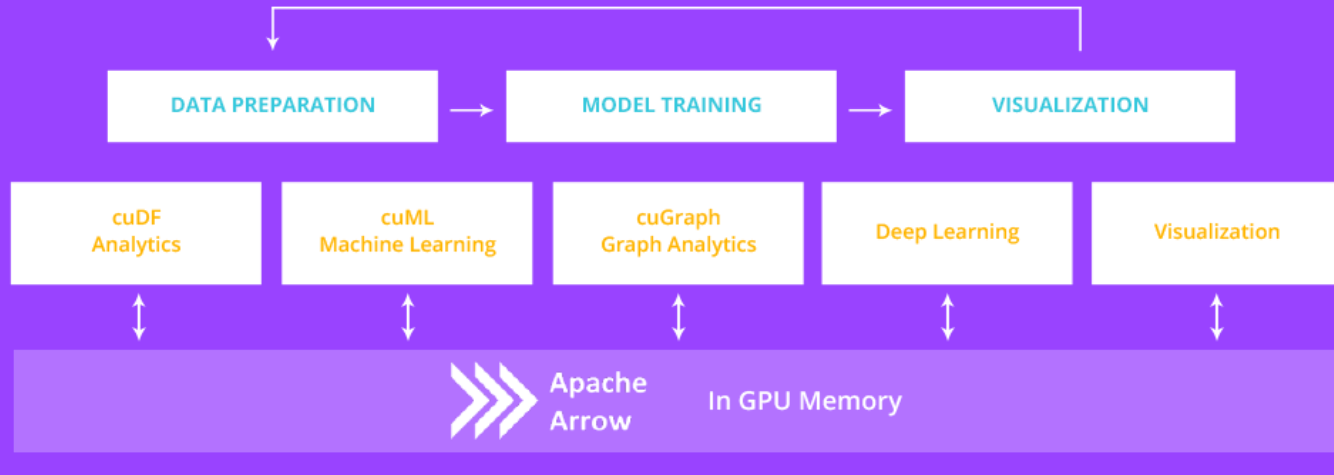 DATA PREPARATION
MODEL TRAINING
VISUALIZATION
cuDF
Analytics
cuML
Machine Learning
cuGraph
Graph Analytics
Deep Learning
Visualization
Apache
Arrow
In GPU Memory